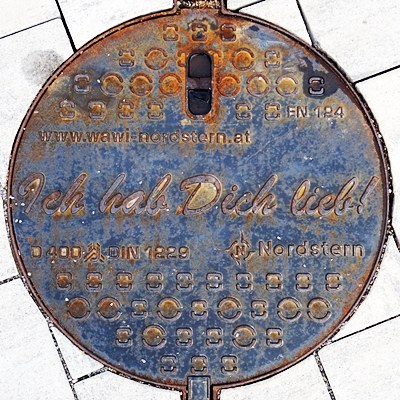 EN 124
www.wawi-nordstern.at
Ich hab Dich lieb!
D 400 DIN 1229 Nordstern